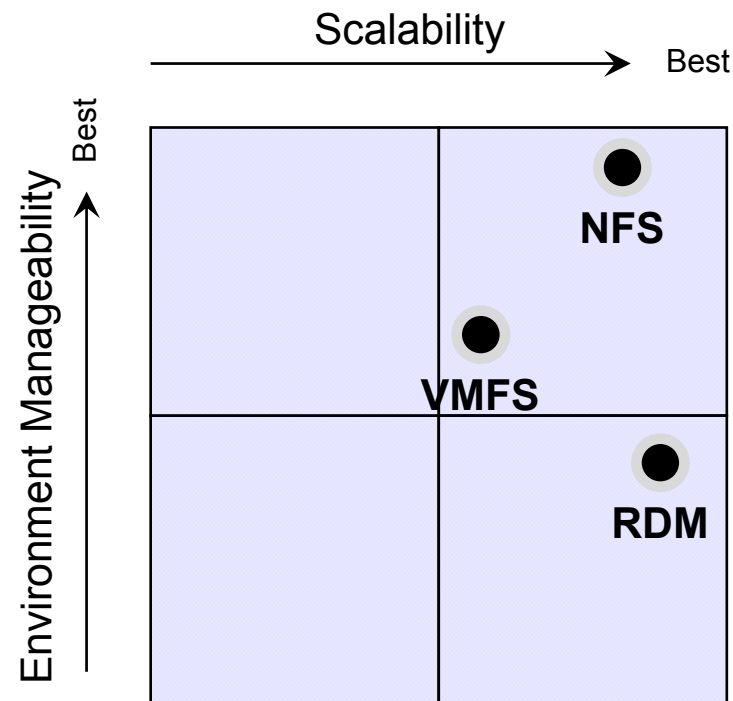 Scalability
Best
Best
Environment Manageability
NFS
VMFS
RDM